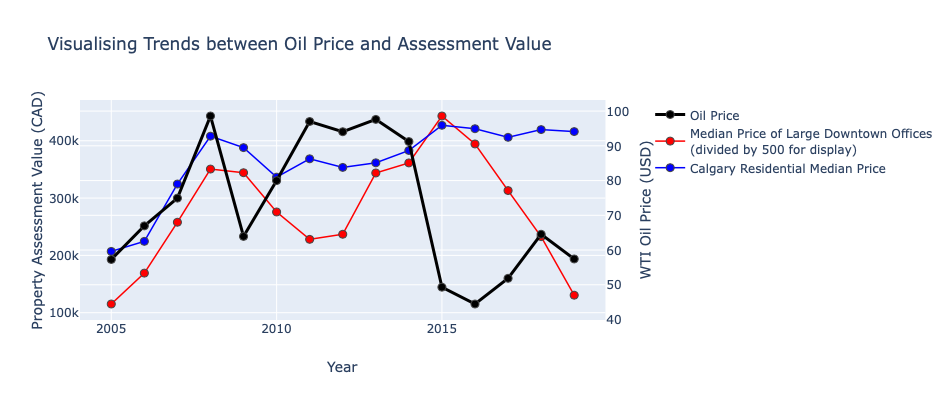 Visualising Trends between Oil Price and Assessment Value
Property Assessment Value (CAD)
400k
300k
200k
100k
2005
2010
2015
Year
100
90
80
70
60
50
40
WTI Oil Price (USD)
Oil Price
Median Price of Large Downtown Offices
(divided by 500 for display)
Calgary Residential Median Price